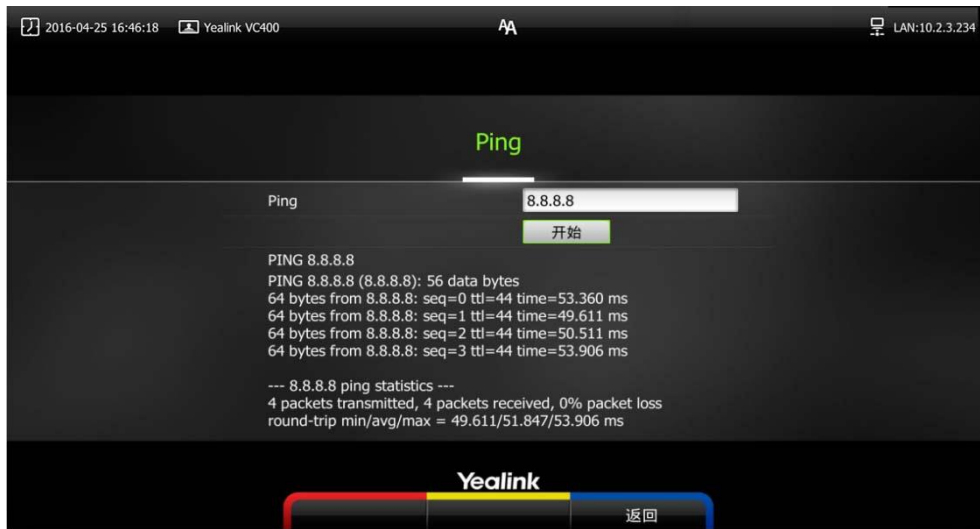 2016-04-25 16:46:18 Yealink VC400 AA LAN:10.2.3.234
Ping
Ping 8.8.8.8
开始
PING 8.8.8.8
PING 8.8.8.8 (8.8.8.8): 56 data bytes
64 bytes from 8.8.8.8: seq=0 ttl=44 time=53.360 ms
64 bytes from 8.8.8.8: seq=1 ttl=44 time=49.611 ms
64 bytes from 8.8.8.8: seq=2 ttl=44 time=50.511 ms
64 bytes from 8.8.8.8: seq=3 ttl=44 time=53.906 ms
--- 8.8.8.8 ping statistics ---
4 packets transmitted, 4 packets received, 0% packet loss
round-trip min/avg/max = 49.611/51.847/53.906 ms
Yealink
返回